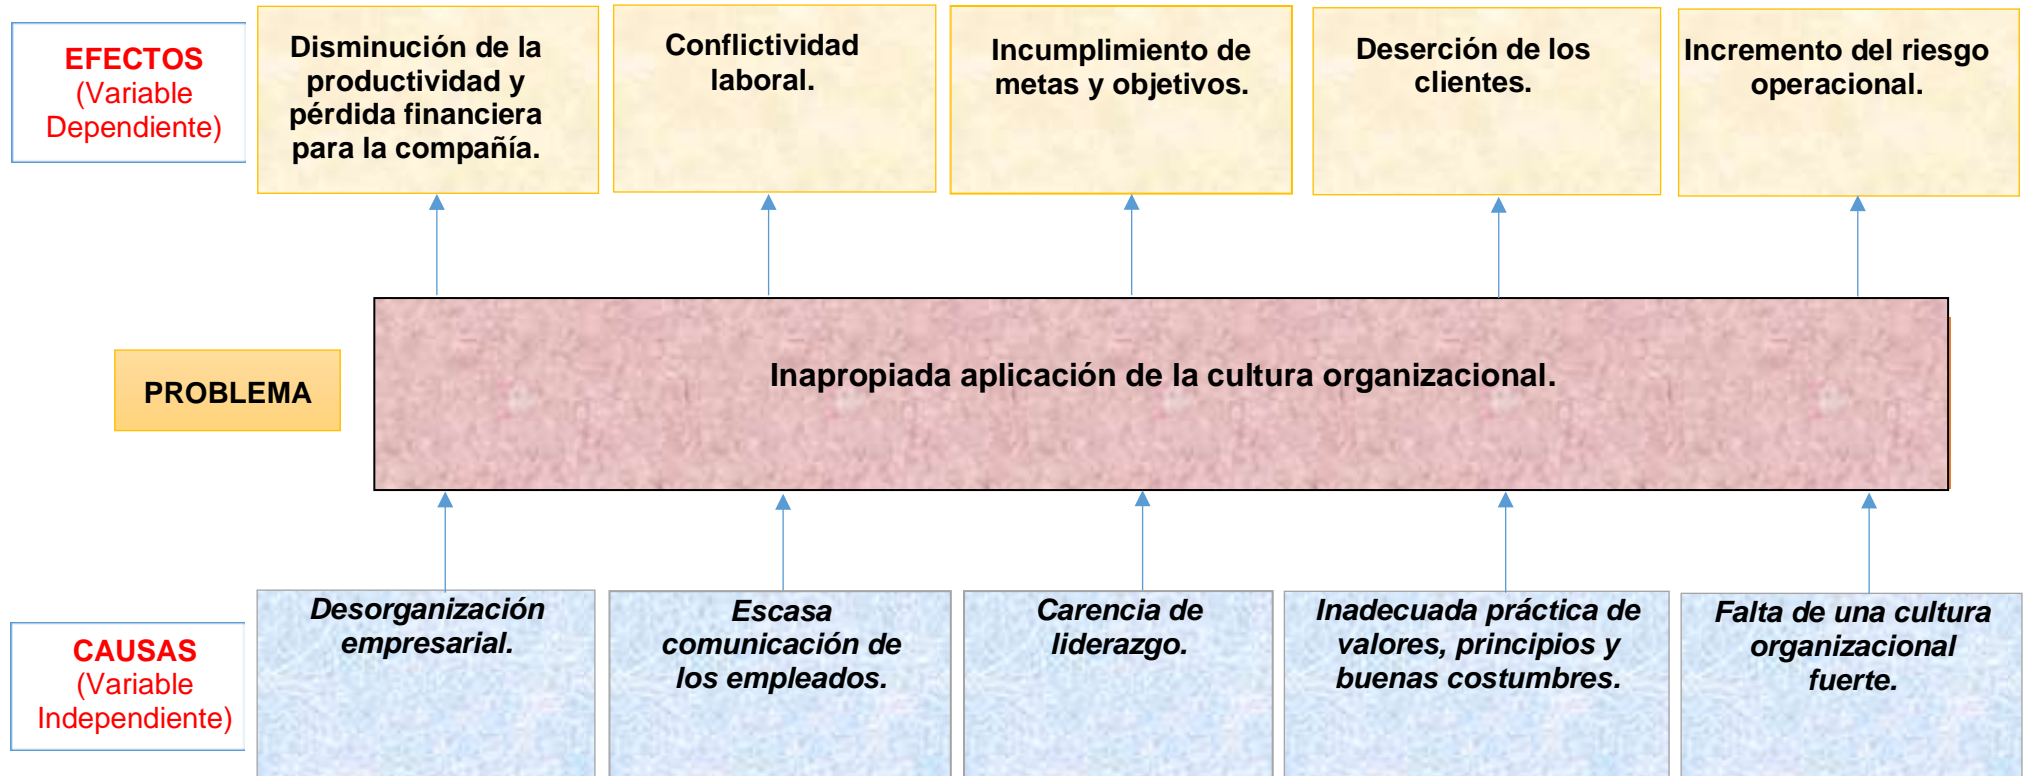 EFECTOS
(Variable
Dependiente)
Disminución de la
productividad y
pérdida financiera
para la compañía.
Conflictividad
laboral.
Incumplimiento de
metas y objetivos.
Deserción de los
clientes.
Incremento del riesgo
operacional.
PROBLEMA
Inapropiada aplicación de la cultura organizacional.
CAUSAS
(Variable
Independiente)
Desorganización
empresarial.
Escasa
comunicación de
los empleados.
Carencia de
liderazgo.
Inadecuada práctica de
valores, principios y
buenas costumbres.
Falta de una cultura
organizacional
fuerte.